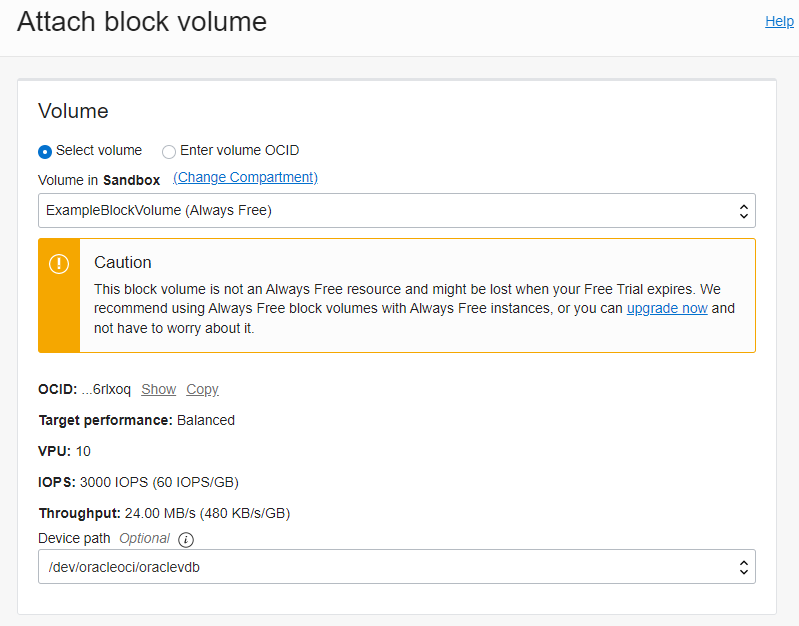 Attach block volume
Help
Volume
Select volume
Enter volume OCID
Volume in Sandbox (Change Compartment)
ExampleBlockVolume (Always Free)
Caution
This block volume is not an Always Free resource and might be lost when your Free Trial expires. We
recommend using Always Free block volumes with Always Free instances, or you can upgrade now and
not have to worry about it.
OCID: ...6rlxoq Show Copy
Target performance: Balanced
VPU: 10
IOPS: 3000 IOPS (60 IOPS/GB)
Throughput: 24.00 MB/s (480 KB/s/GB)
Device path Optional
/dev/oracleoci/oraclevdb